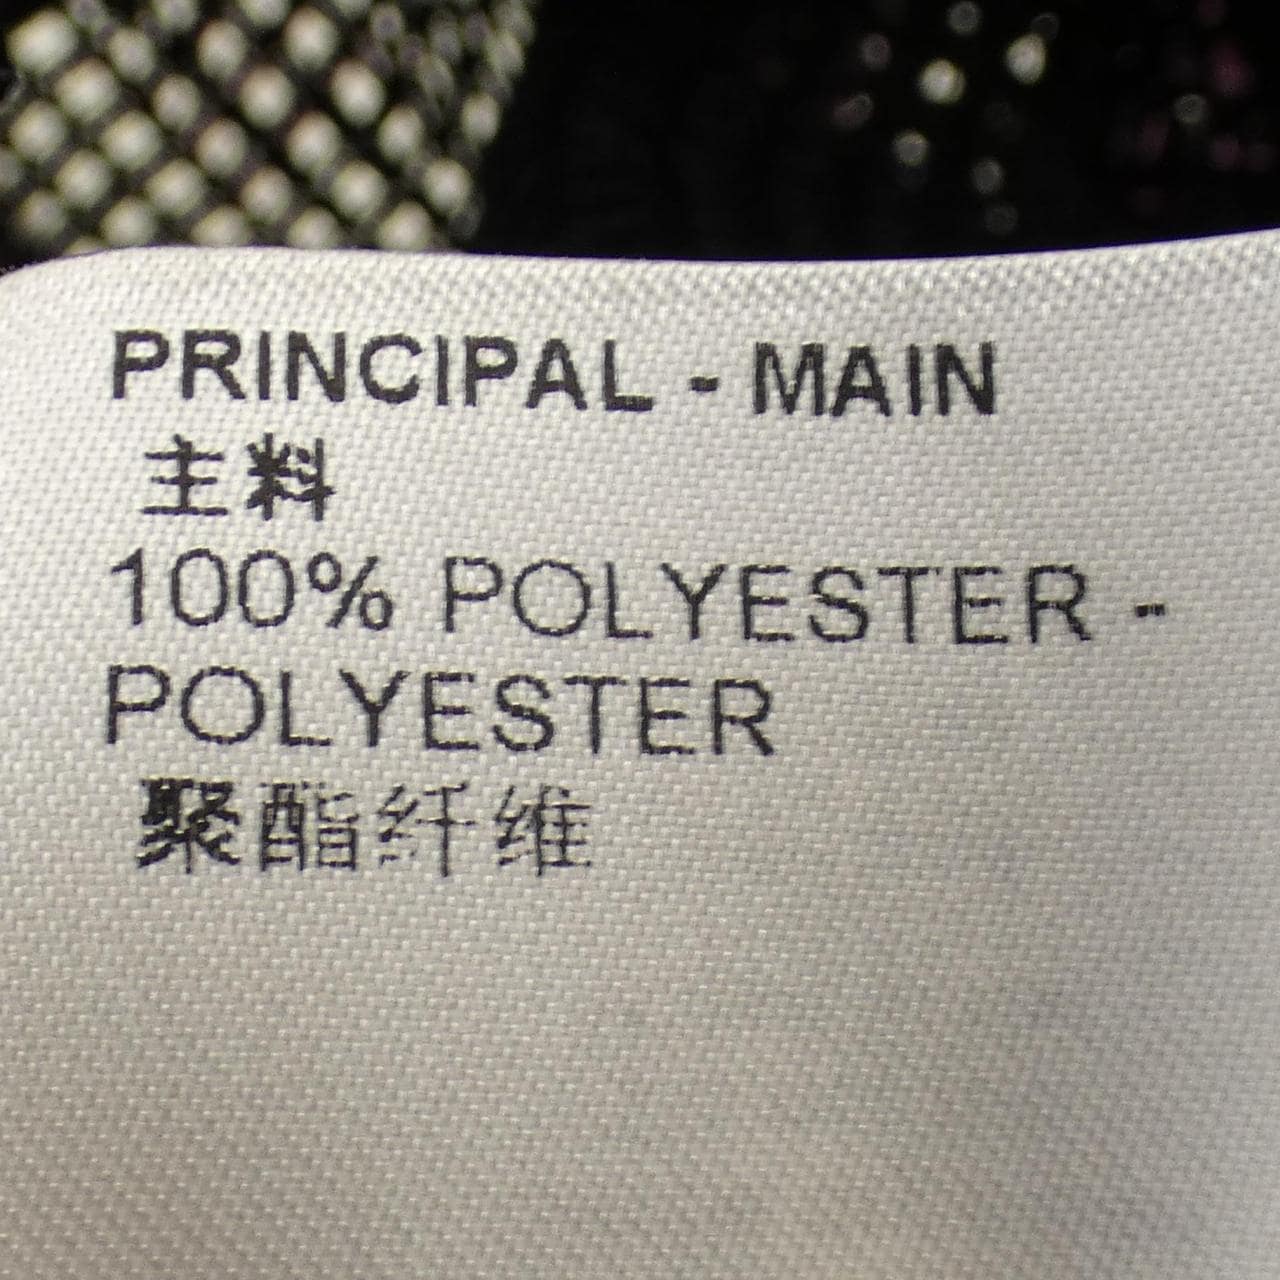 PRINCIPAL - MAIN
主料
100% POLYESTER -
POLYESTER
聚酯纤维